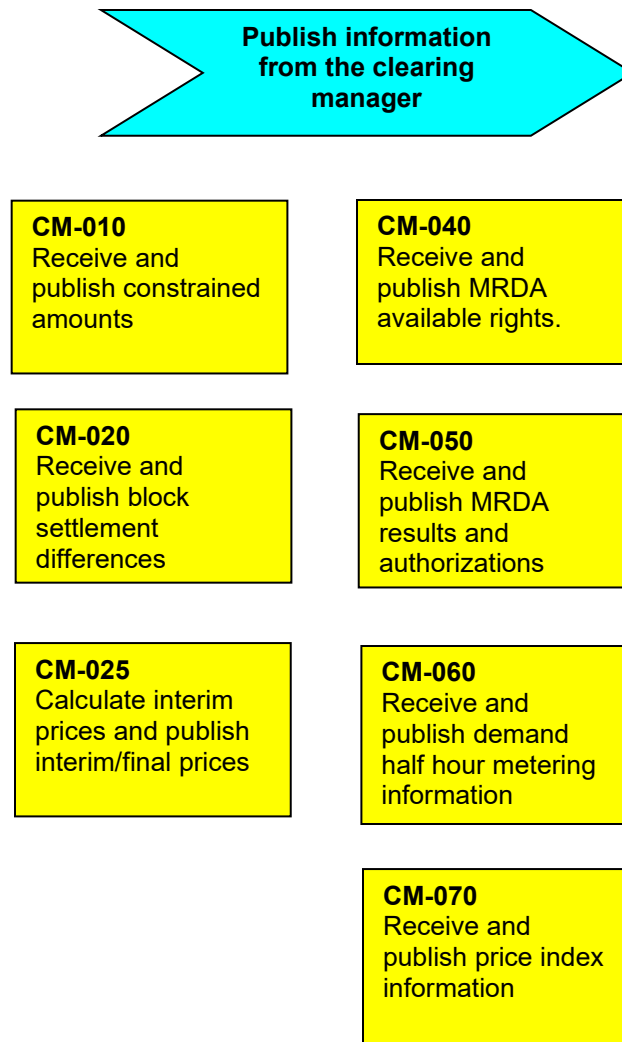 Publish information
from the clearing
manager
CM-010
Receive and
publish constrained
amounts
CM-020
Receive and
publish block
settlement
differences
CM-025
Calculate interim
prices and publish
interim/final prices
CM-040
Receive and
publish MRDA
available rights.
CM-050
Receive and
publish MRDA
results and
authorizations
CM-060
Receive and
publish demand
half hour metering
information
CM-070
Receive and
publish price index
information